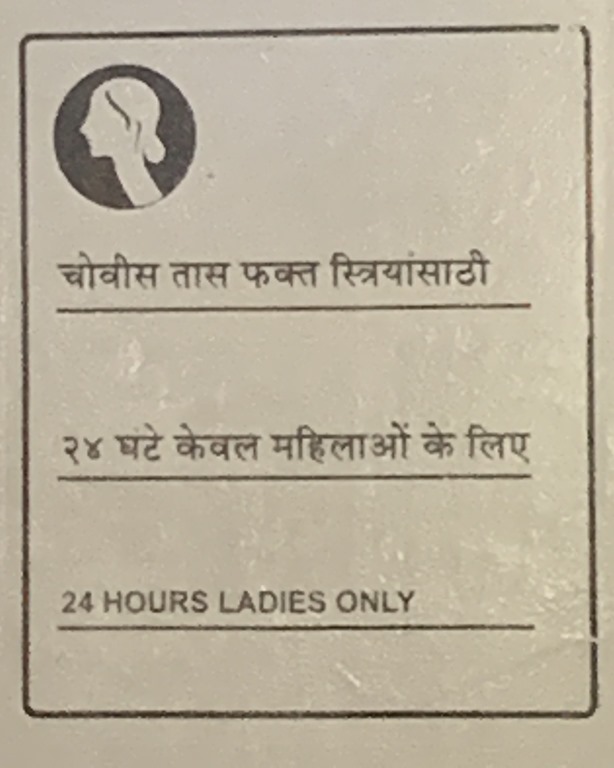 चोवीस तास फक्त स्त्रियांसाठी
२४ घंटे केवल महिलाओं के लिए
24 HOURS LADIES ONLY